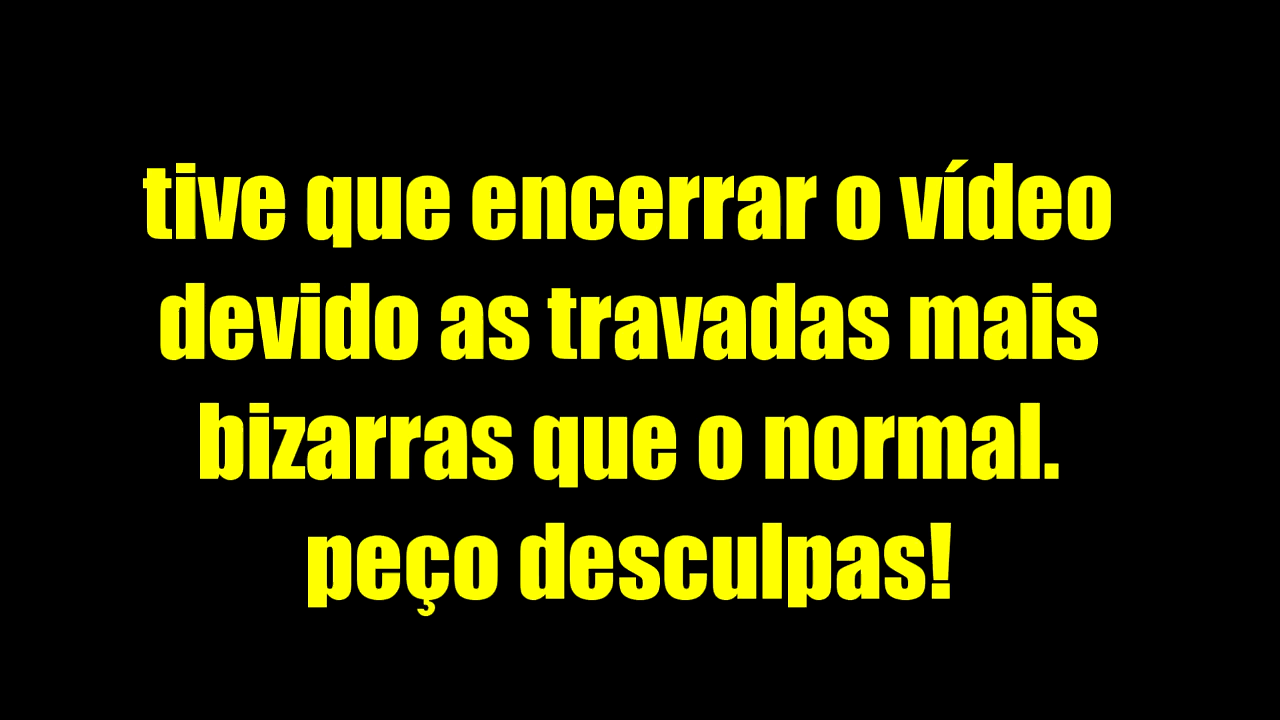 tive que encerrar o vídeo
devido as travadas mais
bizarras que o normal.
peço desculpas!